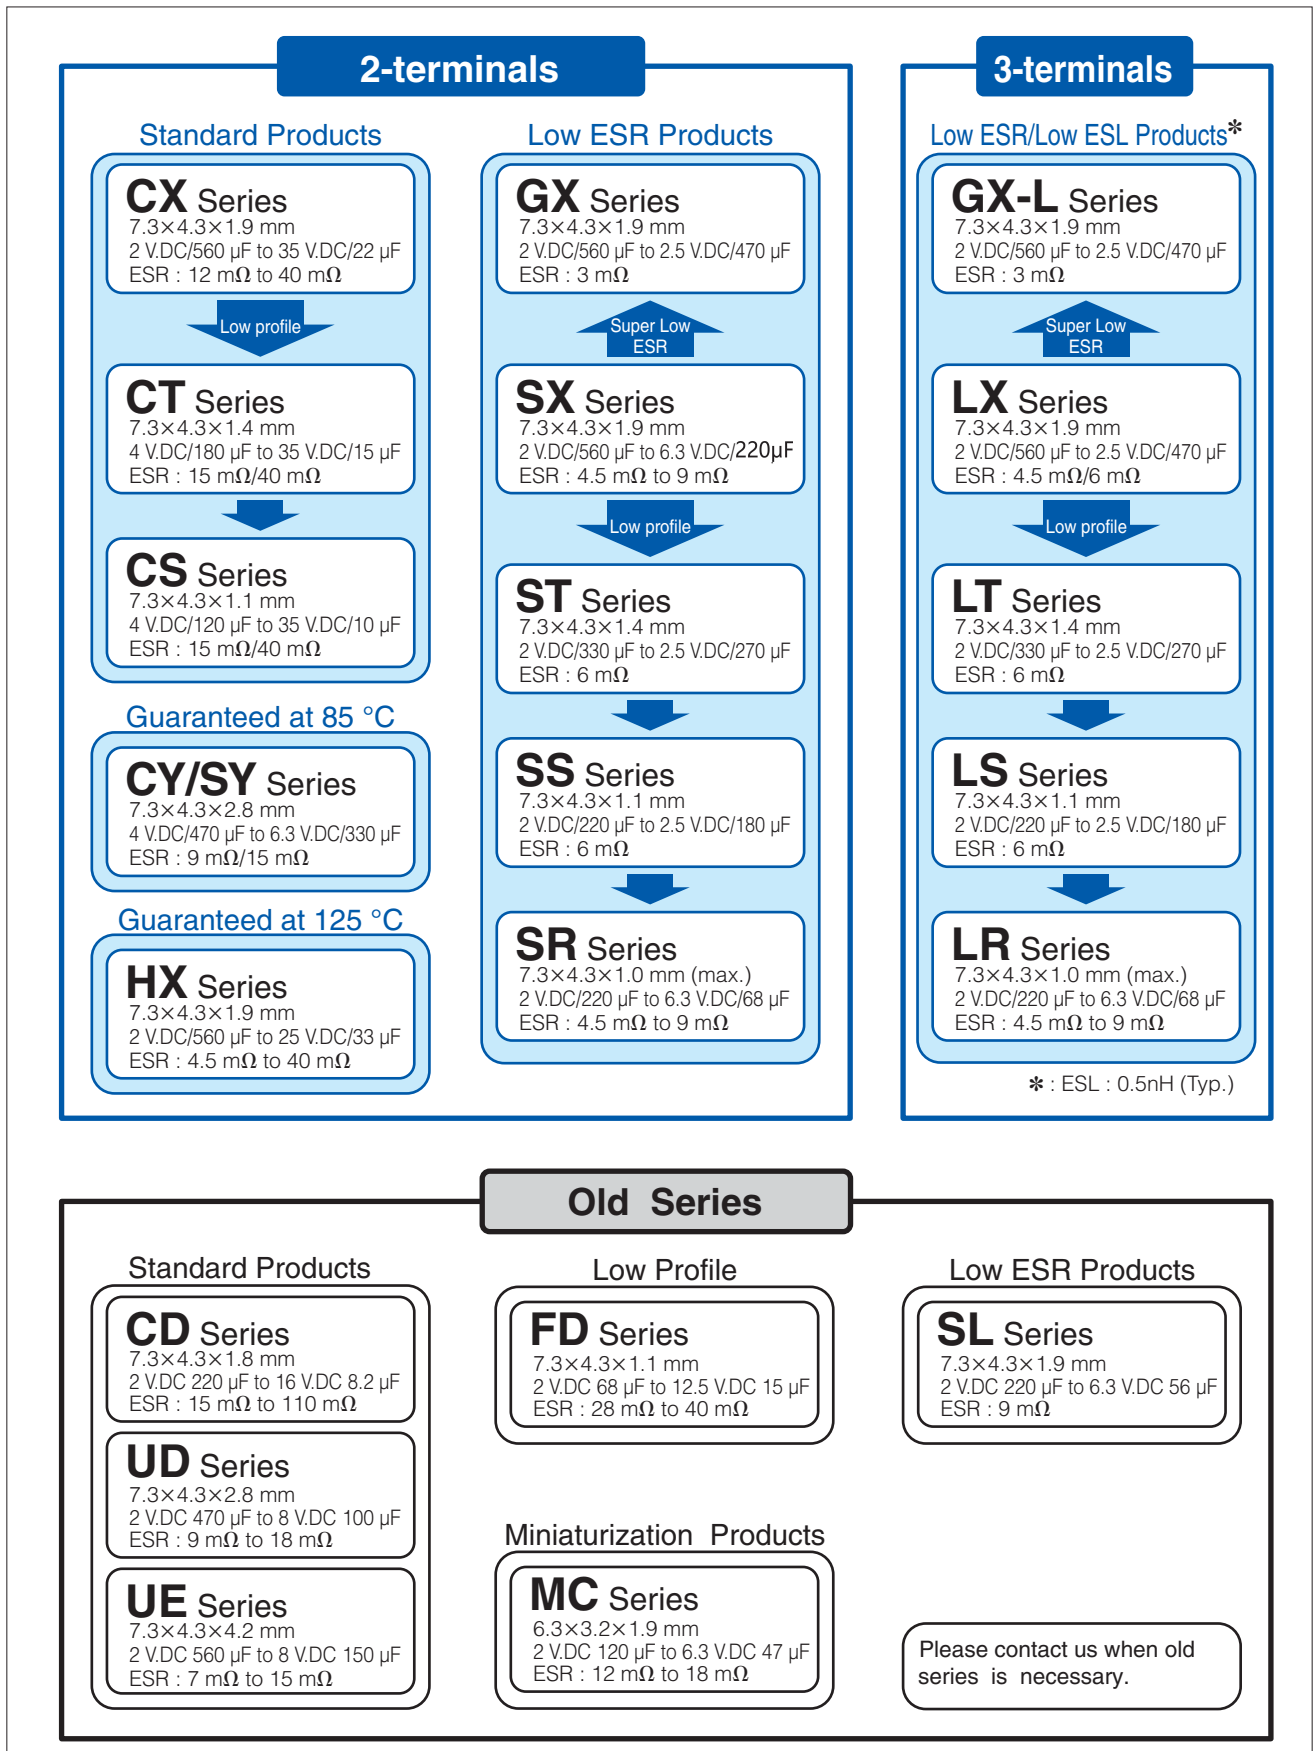 2-terminals
Standard Products
CX Series
7.3×4.3×1.9 mm
2 V.DC/560 µF to 35 V.DC/22 µF
ESR : 12 mΩ to 40 mΩ
Low profile
CT Series
7.3×4.3×1.4 mm
4 V.DC/180 µF to 35 V.DC/15 µF
ESR : 15 mΩ/40 mΩ
CS Series
7.3×4.3×1.1 mm
4 V.DC/120 µF to 35 V.DC/10 µF
ESR : 15 mΩ/40 mΩ
Guaranteed at 85 °C
CY/SY Series
7.3×4.3×2.8 mm
4 V.DC/470 µF to 6.3 V.DC/330 µF
ESR : 9 mΩ/15 mΩ
Guaranteed at 125 °C
HX Series
7.3×4.3×1.9 mm
2 V.DC/560 µF to 25 V.DC/33 µF
ESR : 4.5 mΩ to 40 mΩ
Low ESR Products
GX Series
7.3×4.3×1.9 mm
2 V.DC/560 µF to 2.5 V.DC/470 µF
ESR : 3 mΩ
Super Low
ESR
SX Series
7.3×4.3×1.9 mm
2 V.DC/560 µF to 6.3 V.DC/220µF
ESR : 4.5 mΩ to 9 mΩ
Low profile
ST Series
7.3×4.3×1.4 mm
2 V.DC/330 µF to 2.5 V.DC/270 µF
ESR : 6 mΩ
SS Series
7.3×4.3×1.1 mm
2 V.DC/220 µF to 2.5 V.DC/180 µF
ESR : 6 mΩ
SR Series
7.3×4.3×1.0 mm (max.)
2 V.DC/220 µF to 6.3 V.DC/68 µF
ESR : 4.5 mΩ to 9 mΩ
3-terminals
Low ESR/Low ESL Products*
GX-L Series
7.3×4.3×1.9 mm
2 V.DC/560 µF to 2.5 V.DC/470 µF
ESR : 3 mΩ
Super Low
ESR
LX Series
7.3×4.3×1.9 mm
2 V.DC/560 µF to 2.5 V.DC/470 µF
ESR : 4.5 mΩ/6 mΩ
Low profile
LT Series
7.3×4.3×1.4 mm
2 V.DC/330 µF to 2.5 V.DC/270 µF
ESR : 6 mΩ
LS Series
7.3×4.3×1.1 mm
2 V.DC/220 µF to 2.5 V.DC/180 µF
ESR : 6 mΩ
LR Series
7.3×4.3×1.0 mm (max.)
2 V.DC/220 µF to 6.3 V.DC/68 µF
ESR : 4.5 mΩ to 9 mΩ
* : ESL : 0.5nH (Typ.)
Old Series
Standard Products
CD Series
7.3×4.3×1.8 mm
2 V.DC 220 µF to 16 V.DC 8.2 µF
ESR : 15 mΩ to 110 mΩ
UD Series
7.3×4.3×2.8 mm
2 V.DC 470 µF to 8 V.DC 100 µF
ESR : 9 mΩ to 18 mΩ
UE Series
7.3×4.3×4.2 mm
2 V.DC 560 µF to 8 V.DC 150 µF
ESR : 7 mΩ to 15 mΩ
Low Profile
FD Series
7.3×4.3×1.1 mm
2 V.DC 68 µF to 12.5 V.DC 15 µF
ESR : 28 mΩ to 40 mΩ
Miniaturization Products
MC Series
6.3×3.2×1.9 mm
2 V.DC 120 µF to 6.3 V.DC 47 µF
ESR : 12 mΩ to 18 mΩ
Low ESR Products
SL Series
7.3×4.3×1.9 mm
2 V.DC 220 µF to 6.3 V.DC 56 µF
ESR : 9 mΩ
Please contact us when old
series is necessary.